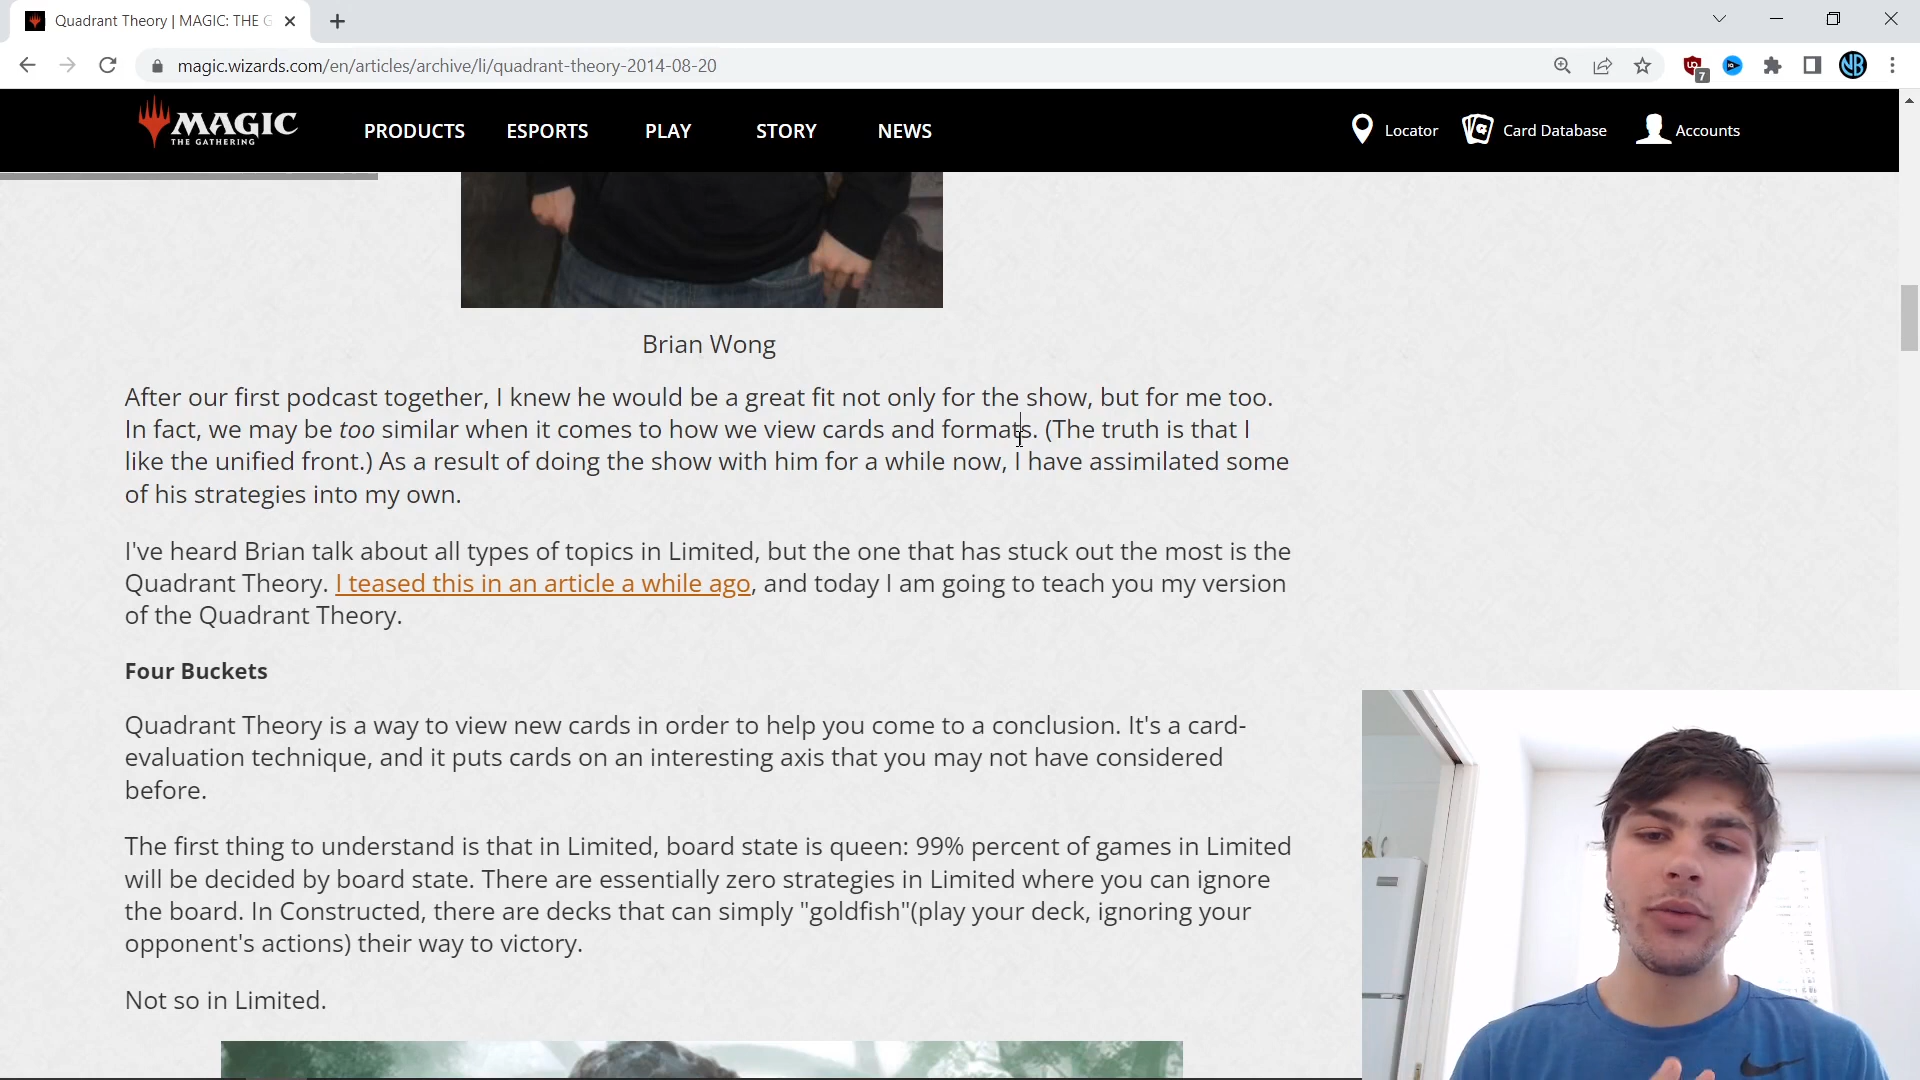 Quadrant Theory | MAGIC: THE G
magic.wizards.com/en/articles/archive/li/quadrant-theory-2014-08-20
7
NB
MAGIC
THE GATHERING
PRODUCTS ESPORTS PLAY STORY NEWS
Locator Card Database Accounts
Brian Wong
After our first podcast together, I knew he would be a great fit not only for the show, but for me too.
In fact, we may be too similar when it comes to how we view cards and formats. (The truth is that I
like the unified front.) As a result of doing the show with him for a while now, I have assimilated some
of his strategies into my own.
I've heard Brian talk about all types of topics in Limited, but the one that has stuck out the most is the
Quadrant Theory. I teased this in an article a while ago, and today I am going to teach you my version
of the Quadrant Theory.
Four Buckets
Quadrant Theory is a way to view new cards in order to help you come to a conclusion. It's a card-
evaluation technique, and it puts cards on an interesting axis that you may not have considered
before.
The first thing to understand is that in Limited, board state is queen: 99% percent of games in Limited
will be decided by board state. There are essentially zero strategies in Limited where you can ignore
the board. In Constructed, there are decks that can simply "goldfish"(play your deck, ignoring your
opponent's actions) their way to victory.
Not so in Limited.